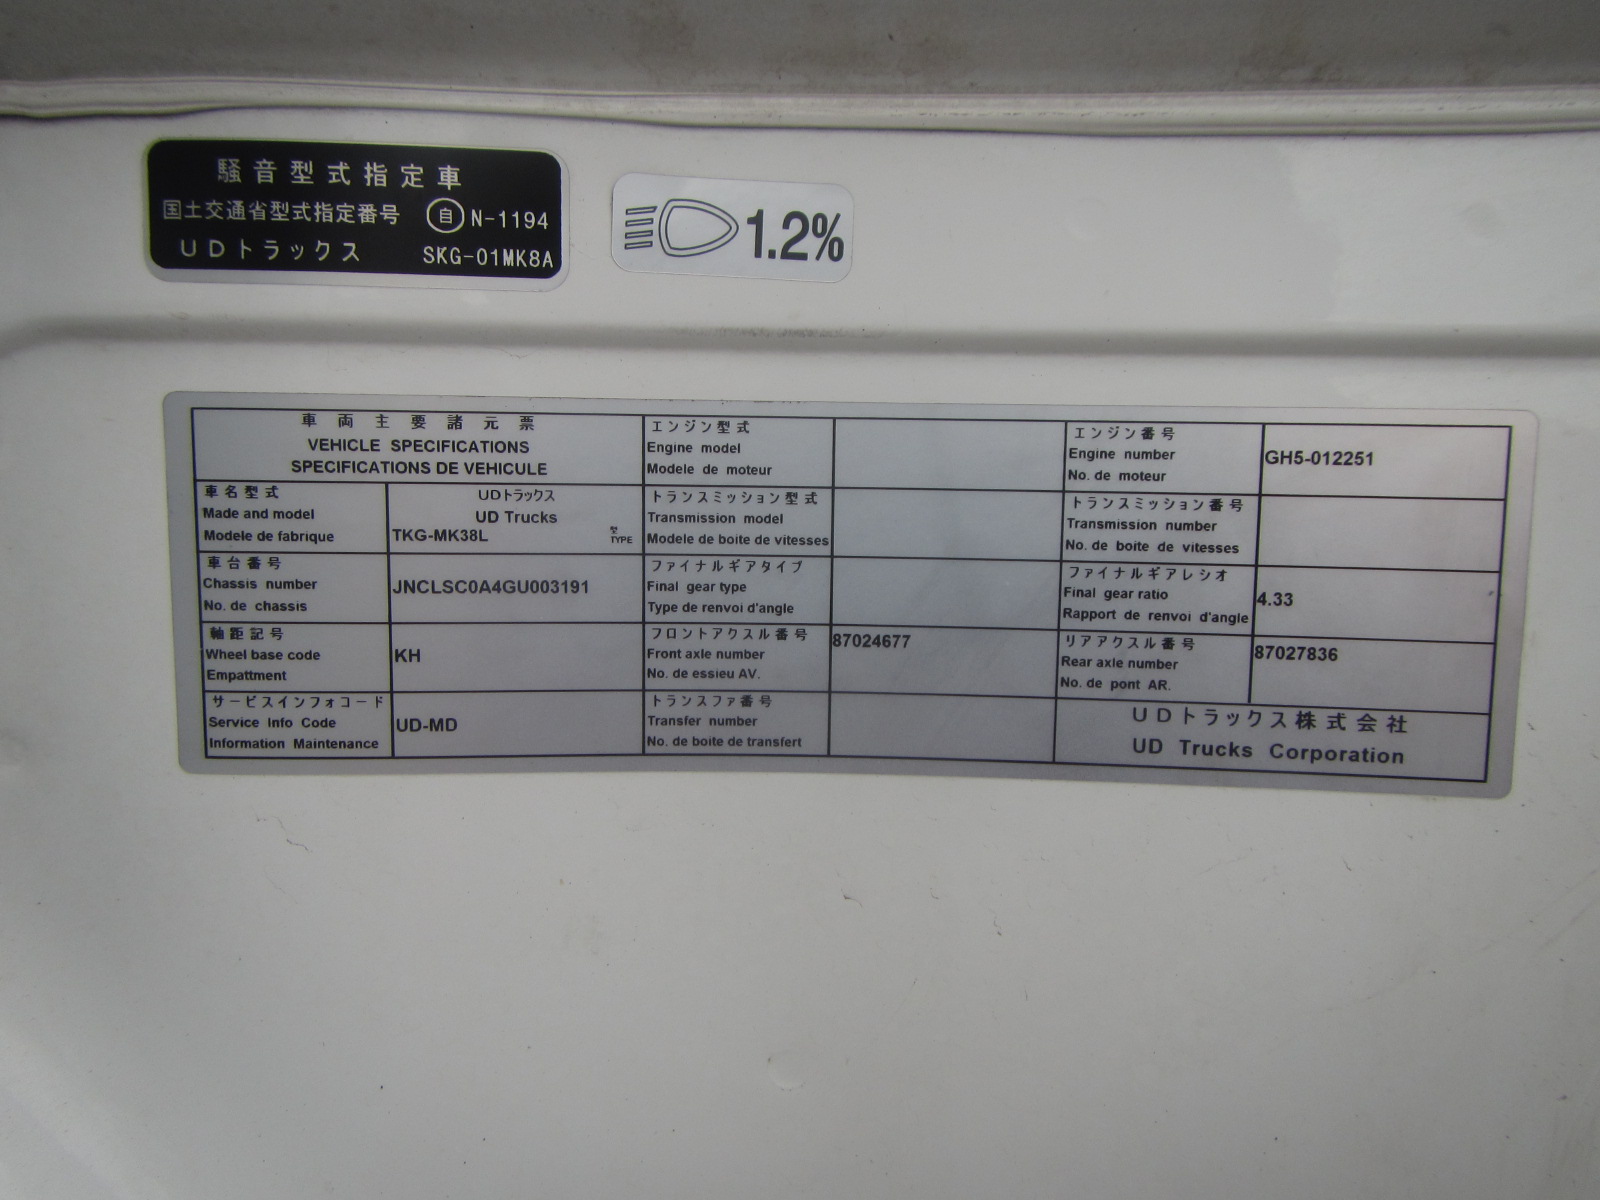 騒音型式指定車
国土交通省型式指定番号 自 N-1194
UDトラックス SKG-01MK8A
1.2%
車両主要諸元票
VEHICLE SPECIFICATIONS
SPECIFICATIONS DE VEHICULE
エンジン型式
Engine model
Modele de moteur
エンジン番号
Engine number
No. de moteur
GH5-012251
車名型式
Made and model
Modele de fabrique
UDトラックス
UD Trucks
TKG-MK38L
型
TYPE
トランスミッション型式
Transmission model
Modele de boite de vitesses
トランスミッション番号
Transmission number
No. de boite de vitesses
車台番号
Chassis number
No. de chassis
JNCLSC0A4GU003191
ファイナルギアタイプ
Final gear type
Type de renvoi d'angle
ファイナルギアレシオ
Final gear ratio
Rapport de renvoi d'angle
4.33
軸距記号
Wheel base code
Empattment
KH
フロントアクスル番号
Front axle number
No. de essieu AV.
87024677
リアアクスル番号
Rear axle number
No. de pont AR.
87027836
サービスインフォコード
Service Info Code
Information Maintenance
UD-MD
トランスファ番号
Transfer number
No. de boite de transfert
UDトラックス株式会社
UD Trucks Corporation